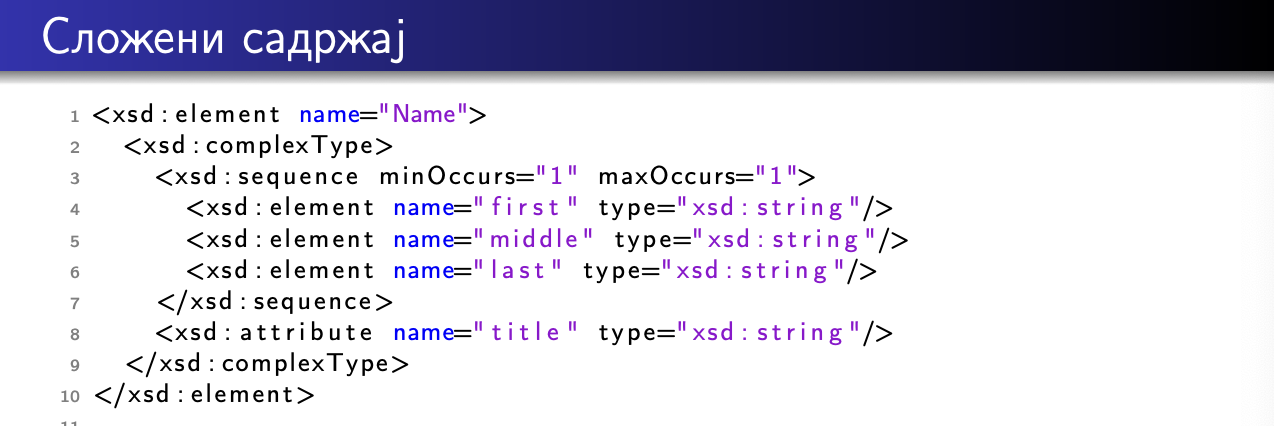 Сложени садржај
1 <xsd:element name="Name">
2 <xsd:complexType>
3 <xsd:sequence minOccurs="1" maxOccurs="1">
4 <xsd:element name="first" type="xsd:string"/>
5 <xsd:element name="middle" type="xsd:string"/>
6 <xsd:element name="last" type="xsd:string"/>
7 </xsd:sequence>
8 <xsd:attribute name="title" type="xsd:string"/>
9 </xsd:complexType>
10 </xsd:element>
11